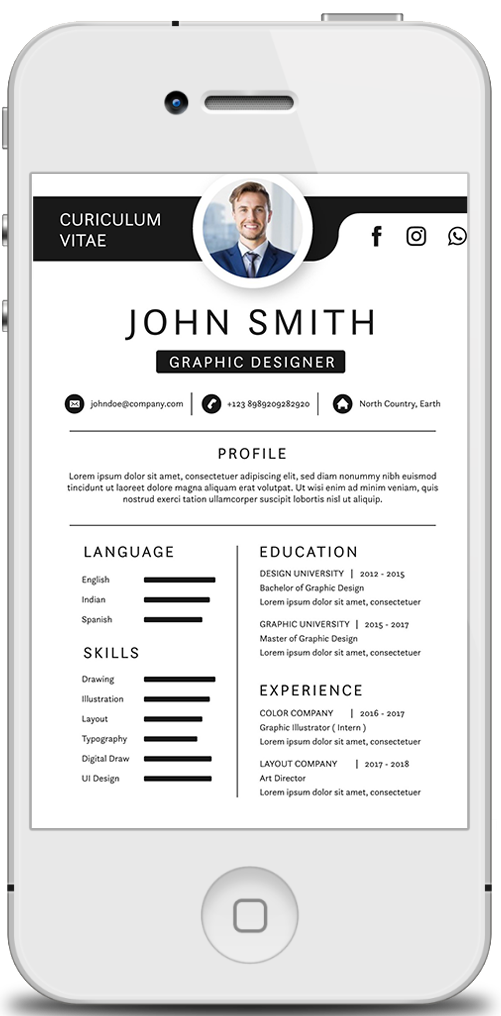 CURICULUM
VITAE
JOHN SMITH
GRAPHIC DESIGNER
johndoe@company.com
+123 8989209282920
North Country, Earth
PROFILE
Lorem ipsum dolor sit amet, consectetuer adipiscing elit, sed diam nonummy nibh euismod
tincidunt ut laoreet dolore magna aliquam erat volutpat. Ut wisi enim ad minim veniam, quis
nostrud exerci tation ullamcorper suscipit lobortis nisl ut aliquip.
LANGUAGE
English
Indian
Spanish
SKILLS
Drawing
Illustration
Layout
Typography
Digital Draw
UI Design
EDUCATION
DESIGN UNIVERSITY | 2012 - 2015
Bachelor of Graphic Design
Lorem ipsum dolor sit amet, consectetuer
GRAPHIC UNIVERSITY | 2015 - 2017
Master of Graphic Design
Lorem ipsum dolor sit amet, consectetuer
EXPERIENCE
COLOR COMPANY | 2016 - 2017
Graphic Illustrator ( Intern )
Lorem ipsum dolor sit amet, consectetuer
LAYOUT COMPANY | 2017 - 2018
Art Director
Lorem ipsum dolor sit amet, consectetuer